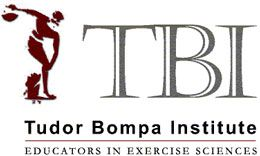 TBI
Tudor Bompa Institute
EDUCATORS IN EXERCISE SCIENCES